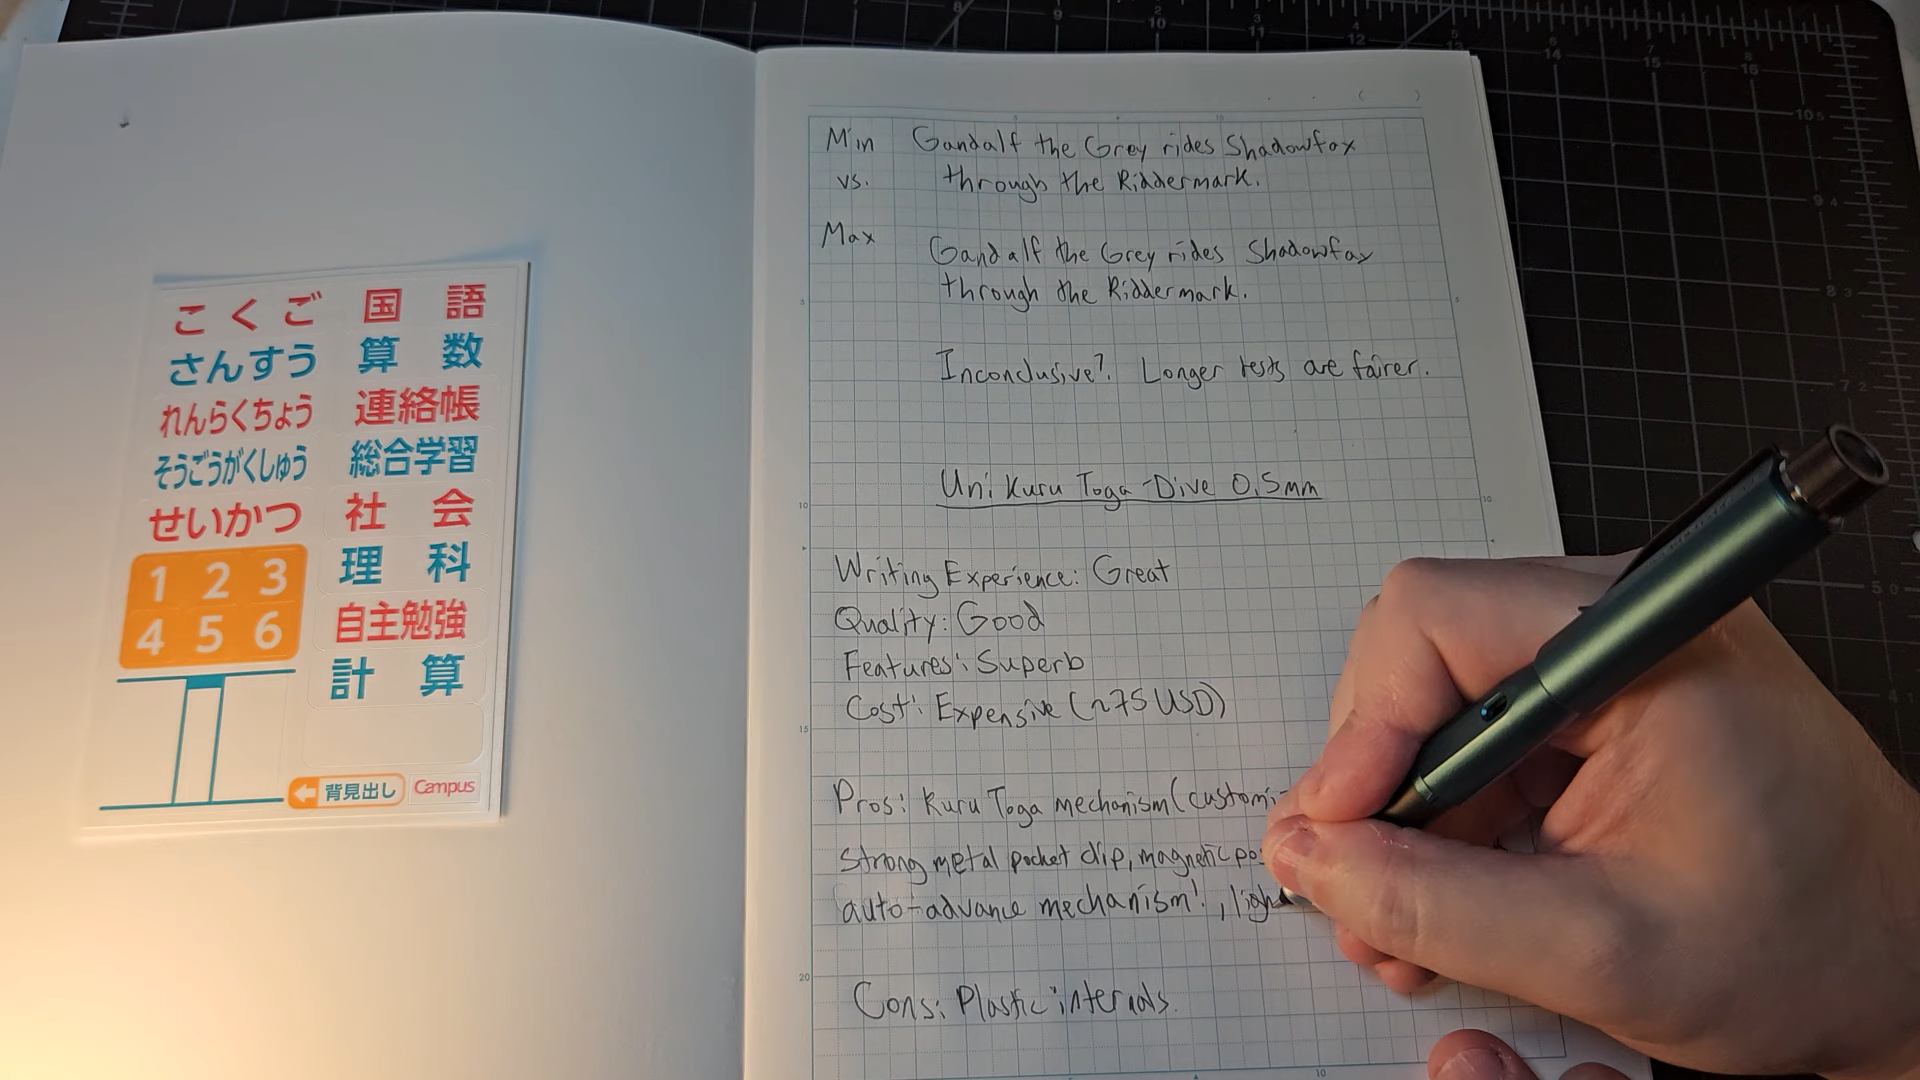 こくご 国語
さんすう 算数
れんらくちょう 連絡帳
そうごうがくしゅう 総合学習
せいかつ 社会
1 2 3 理科
4 5 6 自主勉強
計算
背見出し Campus
Min Gandalf the Grey rides Shadowfax
vs. through the Riddermark.
Max Gandalf the Grey rides Shadowfax
through the Riddermark.
Inconclusive? Longer tests are fairer.
Uni Kuru Toga-Dive 0.5mm
Writing Experience: Great
Quality: Good
Features: Superb
Cost: Expensive (~75 USD)
Pros: Kuru Toga mechanism (customi
strong metal pocket clip, magnetic po
auto-advance mechanism!, ligh
Cons: Plastic internals.